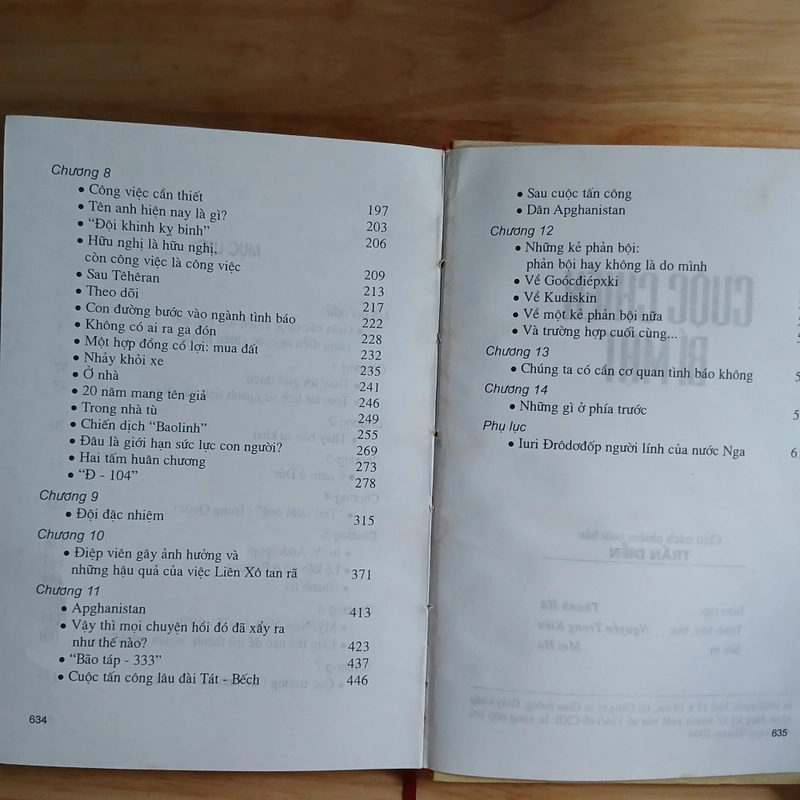 Chương 8
• Công việc cần thiết 197
• Tên anh hiện nay là gì? 203
• “Đội khinh kỵ binh” 206
• Hữu nghị là hữu nghị,
còn công việc là công việc 209
• Sau Têhêran 213
• Theo dõi 217
• Con đường bước vào ngành tình báo 222
• Không có ai ra ga đón 228
• Một hợp đồng có lợi: mua đất 232
• Nhảy khỏi xe 235
• Ở nhà 241
• 20 năm mang tên giả 246
• Trong nhà tù 249
• Chiến dịch “Baolinh” 255
• Đâu là giới hạn sức lực con người? 269
• Hai tấm huân chương 273
• “Đ - 104” 278
Chương 9
• Đội đặc nhiệm 315
Chương 10
• Điệp viên gây ảnh hưởng và
những hậu quả của việc Liên Xô tan rã 371
Chương 11
• Apghanistan 413
• Vậy thì mọi chuyện hồi đó đã xẩy ra
như thế nào? 423
• “Bão táp - 333” 437
• Cuộc tấn công lâu đài Tát - Bếch 446
634
• Sau cuộc tấn công
• Dân Apghanistan
Chương 12
• Những kẻ phản bội:
phản bội hay không là do mình
• Về Goócđiépxki
• Về Kudiskin
• Về một kẻ phản bội nữa
• Và trường hợp cuối cùng...
Chương 13
• Chúng ta có cần cơ quan tình báo không
Chương 14
• Những gì ở phía trước
Phụ lục
• Iuri Đrôdơđốp người lính của nước Nga
635